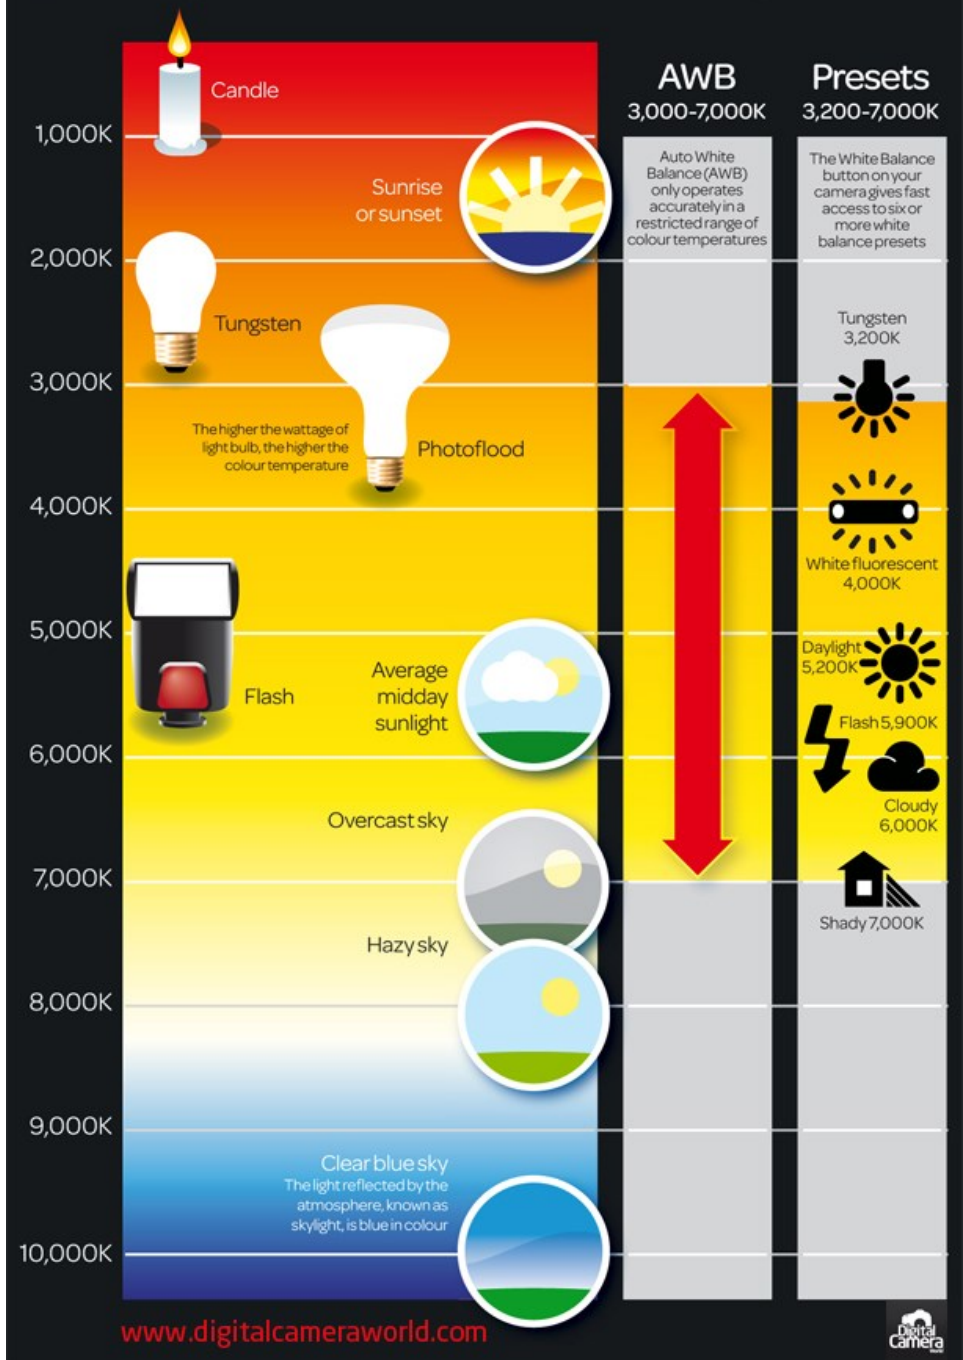 Candle
1,000K
Sunrise
or sunset
2,000K
Tungsten
3,000K
The higher the wattage of
light bulb, the higher the
colour temperature
Photoflood
4,000K
5,000K
Flash
Average
midday
sunlight
6,000K
Overcast sky
7,000K
Hazy sky
8,000K
9,000K
Clear blue sky
The light reflected by the
atmosphere, known as
skylight, is blue in colour
10,000K
AWB
3,000-7,000K
Auto White
Balance (AWB)
only operates
accurately in a
restricted range of
colour temperatures
Presets
3,200-7,000K
The White Balance
button on your
camera gives fast
access to six or
more white
balance presets
Tungsten
3,200K
White fluorescent
4,000K
Daylight
5,200K
Flash 5,900K
Cloudy
6,000K
Shady 7,000K
www.digitalcameraworld.com
Digital
Camera
World